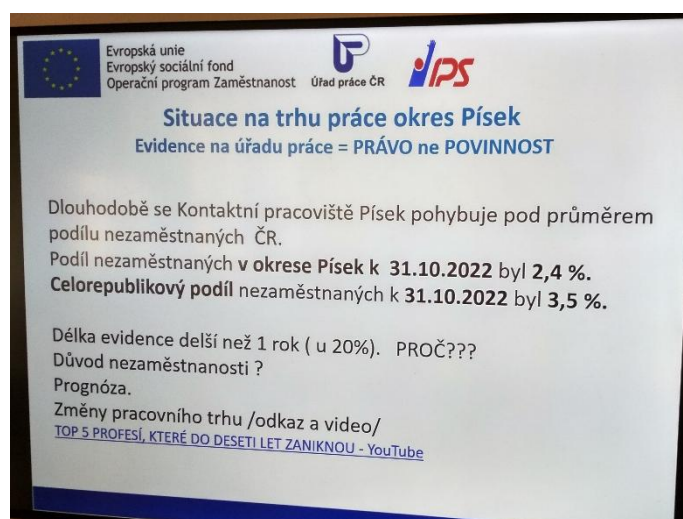 Evropská unie
Evropský sociální fond
Operační program Zaměstnanost
Úřad práce ČR
IPS
Situace na trhu práce okres Písek
Evidence na úřadu práce = PRÁVO ne POVINNOST
Dlouhodobě se Kontaktní pracoviště Písek pohybuje pod průměrem
podílu nezaměstnaných ČR.
Podíl nezaměstnaných v okrese Písek k 31.10.2022 byl 2,4 %.
Celorepublikový podíl nezaměstnaných k 31.10.2022 byl 3,5 %.
Délka evidence delší než 1 rok ( u 20%). PROČ???
Důvod nezaměstnanosti ?
Prognóza.
Změny pracovního trhu /odkaz a video/
TOP 5 PROFESÍ, KTERÉ DO DESETI LET ZANIKNOU - YouTube